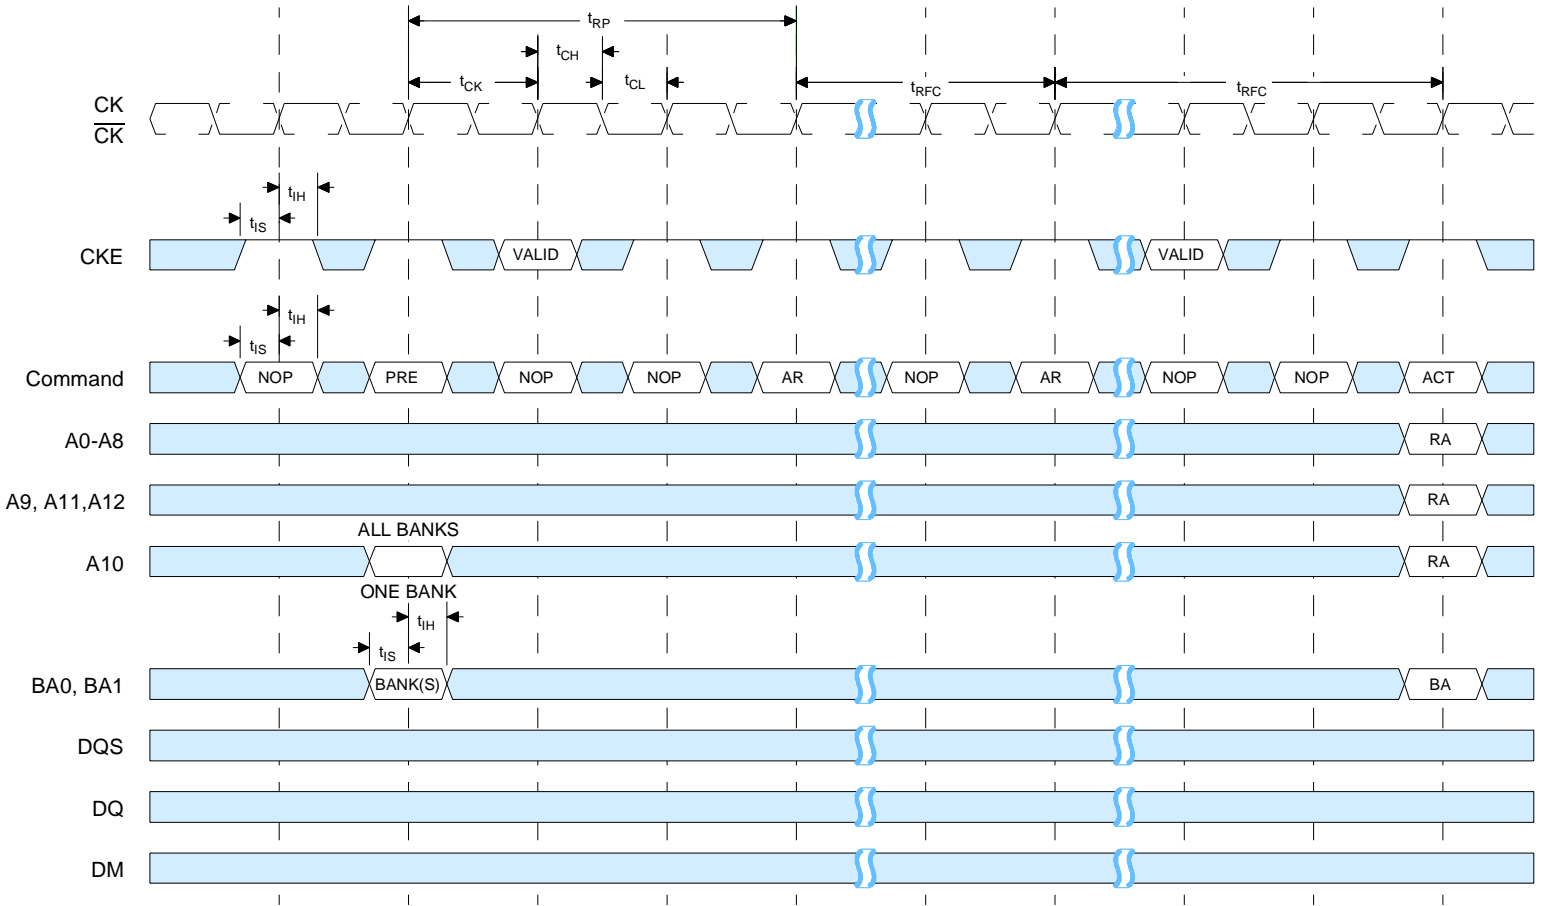 tRP
tCH
tCK
tCL
tRFC
tRFC
CK
CK
tIH
tIS
CKE
VALID
VALID
tIH
tIS
Command
NOP
PRE
NOP
NOP
AR
NOP
AR
NOP
NOP
ACT
A0-A8
RA
A9, A11,A12
RA
ALL BANKS
A10
RA
ONE BANK
tIH
tIS
BA0, BA1
BANK(S)
BA
DQS
DQ
DM